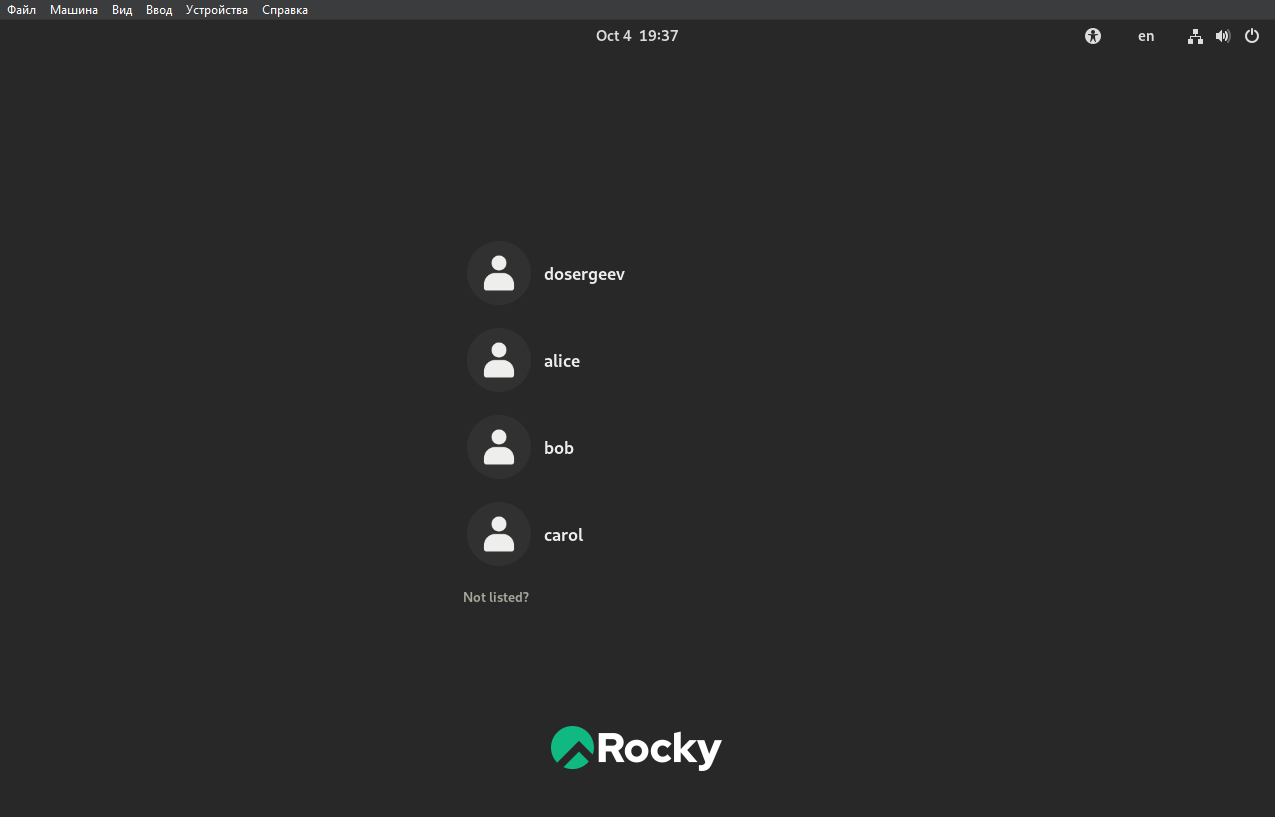 Файл Машина Вид Ввод Устройства Справка
Oct 4 19:37 en
dosergeev
alice
bob
carol
Not listed?
Rocky